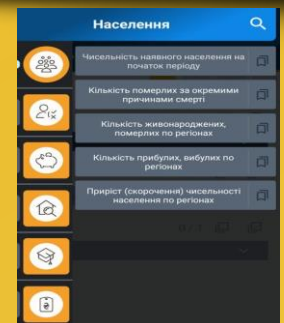 Населення
Чисельність наявного населення на
початок періоду
Кількість померлих за окремими
причинами смерті
Кількість живонароджених,
померлих по регіонах
Кількість прибулих, вибулих по
регіонах
Приріст (скорочення) чисельності
населення по регіонах